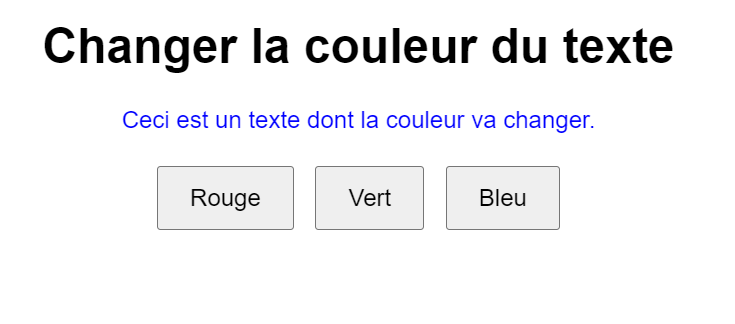 Changer la couleur du texte
Ceci est un texte dont la couleur va changer.
Rouge Vert Bleu